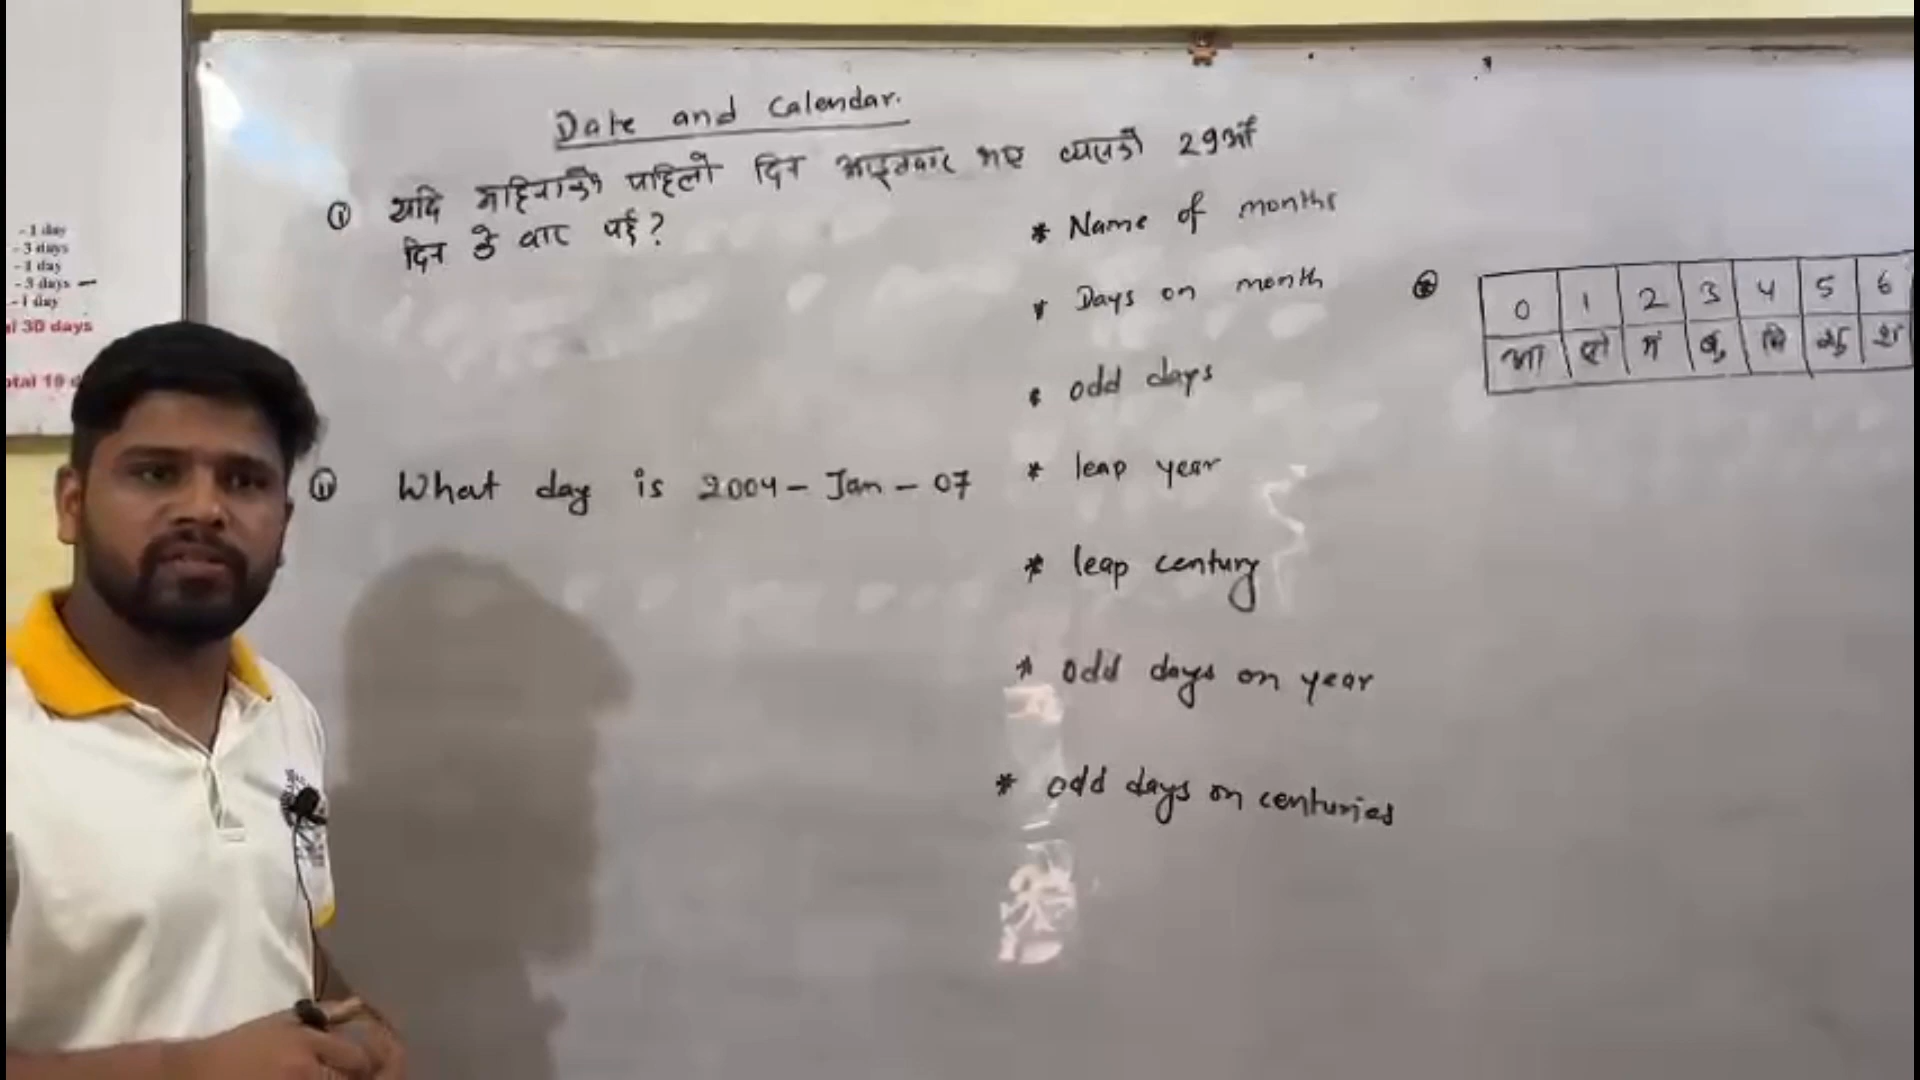 Date and Calendar.
① यदि महिनाको पहिलो दिन आइतबार भए त्यसको 29औं
दिन के वार पर्छ?
* Name of months
* Days on month
* odd days
* leap year
* leap century
* odd days on year
* odd days on centuries
⑪ What day is 2004 - Jan - 07
0 1 2 3 4 5 6
आ सो मं बु बि शु श
- 1 day
- 3 days
- 1 day
- 3 days
- 1 day
al 30 days
otal 19 d